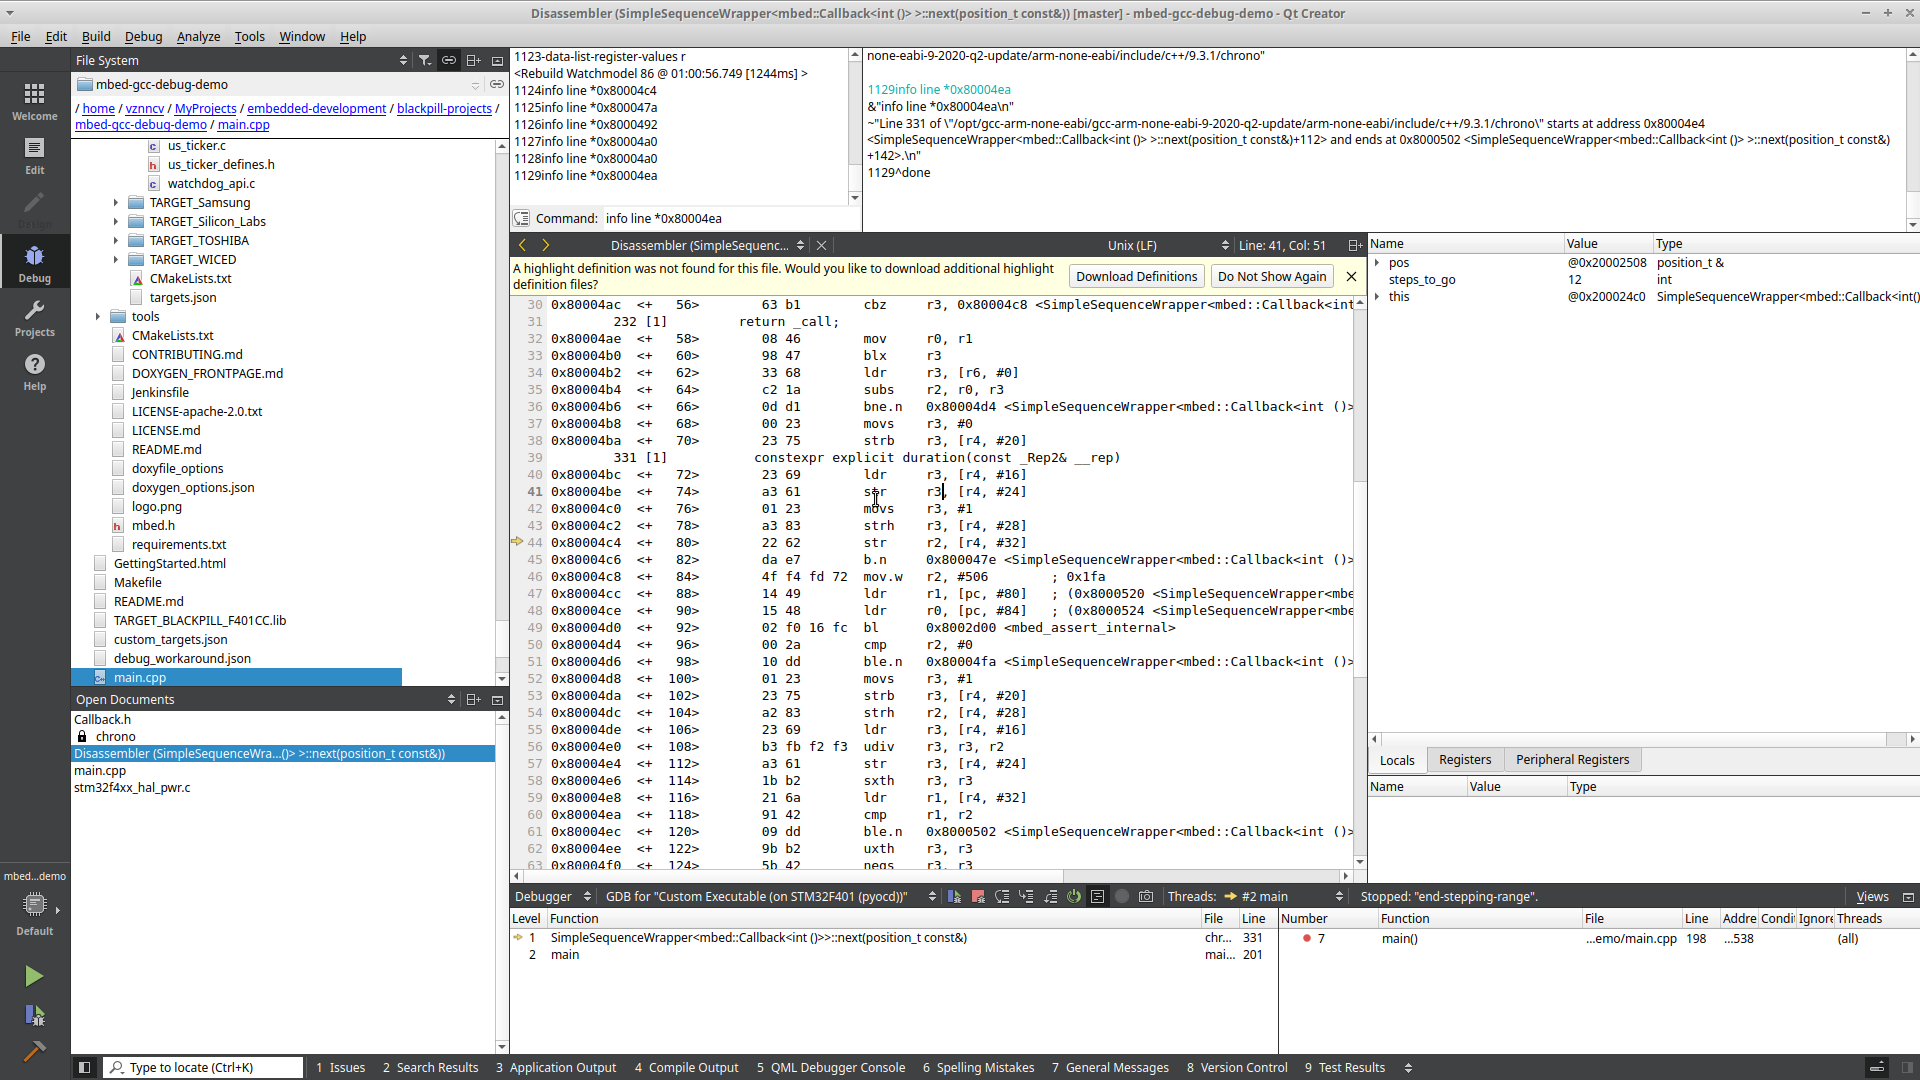 Disassembler (SimpleSequenceWrapper<mbed::Callback<int ()> >::next(position_t const&)) [master] - mbed-gcc-debug-demo - Qt Creator
File Edit Build Debug Analyze Tools Window Help
Welcome
Edit
Design
Debug
Projects
Help
mbed...demo
Default
File System
mbed-gcc-debug-demo
/ home / vznncv / MyProjects / embedded-development / blackpill-projects /
mbed-gcc-debug-demo / main.cpp
us_ticker.c
us_ticker_defines.h
watchdog_api.c
TARGET_Samsung
TARGET_Silicon_Labs
TARGET_TOSHIBA
TARGET_WICED
CMakeLists.txt
targets.json
tools
CMakeLists.txt
CONTRIBUTING.md
DOXYGEN_FRONTPAGE.md
Jenkinsfile
LICENSE-apache-2.0.txt
LICENSE.md
README.md
doxyfile_options
doxygen_options.json
logo.png
mbed.h
requirements.txt
GettingStarted.html
Makefile
README.md
TARGET_BLACKPILL_F401CC.lib
custom_targets.json
debug_workaround.json
main.cpp
Open Documents
Callback.h
chrono
Disassembler (SimpleSequenceWra...()> >::next(position_t const&))
main.cpp
stm32f4xx_hal_pwr.c
1123-data-list-register-values r
<Rebuild Watchmodel 86 @ 01:00:56.749 [1244ms] >
1124info line *0x80004c4
1125info line *0x800047a
1126info line *0x8000492
1127info line *0x80004a0
1128info line *0x80004a0
1129info line *0x80004ea
Command: info line *0x80004ea
none-eabi-9-2020-q2-update/arm-none-eabi/include/c++/9.3.1/chrono"
1129info line *0x80004ea
&"info line *0x80004ea\n"
~"Line 331 of \"/opt/gcc-arm-none-eabi/gcc-arm-none-eabi-9-2020-q2-update/arm-none-eabi/include/c++/9.3.1/chrono\" starts at address 0x80004e4
<SimpleSequenceWrapper<mbed::Callback<int ()> >::next(position_t const&)+112> and ends at 0x8000502 <SimpleSequenceWrapper<mbed::Callback<int ()> >::next(position_t const&)
+142>.\n"
1129^done
Disassembler (SimpleSequenc... Unix (LF) Line: 41, Col: 51
A highlight definition was not found for this file. Would you like to download additional highlight
definition files?
Download Definitions Do Not Show Again
30 0x80004ac <+ 56> 63 b1 cbz r3, 0x80004c8 <SimpleSequenceWrapper<mbed::Callback<int
31 232 [1] return _call;
32 0x80004ae <+ 58> 08 46 mov r0, r1
33 0x80004b0 <+ 60> 98 47 blx r3
34 0x80004b2 <+ 62> 33 68 ldr r3, [r6, #0]
35 0x80004b4 <+ 64> c2 1a subs r2, r0, r3
36 0x80004b6 <+ 66> 0d d1 bne.n 0x80004d4 <SimpleSequenceWrapper<mbed::Callback<int ()>
37 0x80004b8 <+ 68> 00 23 movs r3, #0
38 0x80004ba <+ 70> 23 75 strb r3, [r4, #20]
39 331 [1] constexpr explicit duration(const _Rep2& __rep)
40 0x80004bc <+ 72> 23 69 ldr r3, [r4, #16]
41 0x80004be <+ 74> a3 61 str r3, [r4, #24]
42 0x80004c0 <+ 76> 01 23 movs r3, #1
43 0x80004c2 <+ 78> a3 83 strh r3, [r4, #28]
44 0x80004c4 <+ 80> 22 62 str r2, [r4, #32]
45 0x80004c6 <+ 82> da e7 b.n 0x800047e <SimpleSequenceWrapper<mbed::Callback<int ()>
46 0x80004c8 <+ 84> 4f f4 fd 72 mov.w r2, #506 ; 0x1fa
47 0x80004cc <+ 88> 14 49 ldr r1, [pc, #80] ; (0x8000520 <SimpleSequenceWrapper<mbe
48 0x80004ce <+ 90> 15 48 ldr r0, [pc, #84] ; (0x8000524 <SimpleSequenceWrapper<mbe
49 0x80004d0 <+ 92> 02 f0 16 fc bl 0x8002d00 <mbed_assert_internal>
50 0x80004d4 <+ 96> 00 2a cmp r2, #0
51 0x80004d6 <+ 98> 10 dd ble.n 0x80004fa <SimpleSequenceWrapper<mbed::Callback<int ()>
52 0x80004d8 <+ 100> 01 23 movs r3, #1
53 0x80004da <+ 102> 23 75 strb r3, [r4, #20]
54 0x80004dc <+ 104> a2 83 strh r2, [r4, #28]
55 0x80004de <+ 106> 23 69 ldr r3, [r4, #16]
56 0x80004e0 <+ 108> b3 fb f2 f3 udiv r3, r3, r2
57 0x80004e4 <+ 112> a3 61 str r3, [r4, #24]
58 0x80004e6 <+ 114> 1b b2 sxth r3, r3
59 0x80004e8 <+ 116> 21 6a ldr r1, [r4, #32]
60 0x80004ea <+ 118> 91 42 cmp r1, r2
61 0x80004ec <+ 120> 09 dd ble.n 0x8000502 <SimpleSequenceWrapper<mbed::Callback<int ()>
62 0x80004ee <+ 122> 9b b2 uxth r3, r3
63 0x80004f0 <+ 124> 5b 42 negs r3, r3
Name Value Type
pos @0x20002508 position_t &
steps_to_go 12 int
this @0x200024c0 SimpleSequenceWrapper<mbed::Callback<int()
Locals Registers Peripheral Registers
Name Value Type
Debugger GDB for "Custom Executable (on STM32F401 (pyocd))" Threads: #2 main Stopped: "end-stepping-range". Views
Level Function File Line
1 SimpleSequenceWrapper<mbed::Callback<int ()>>::next(position_t const&) chr... 331
2 main mai... 201
Number Function File Line Addre Condi Ignore Threads
7 main() ...emo/main.cpp 198 ...538 (all)
Type to locate (Ctrl+K) 1 Issues 2 Search Results 3 Application Output 4 Compile Output 5 QML Debugger Console 6 Spelling Mistakes 7 General Messages 8 Version Control 9 Test Results